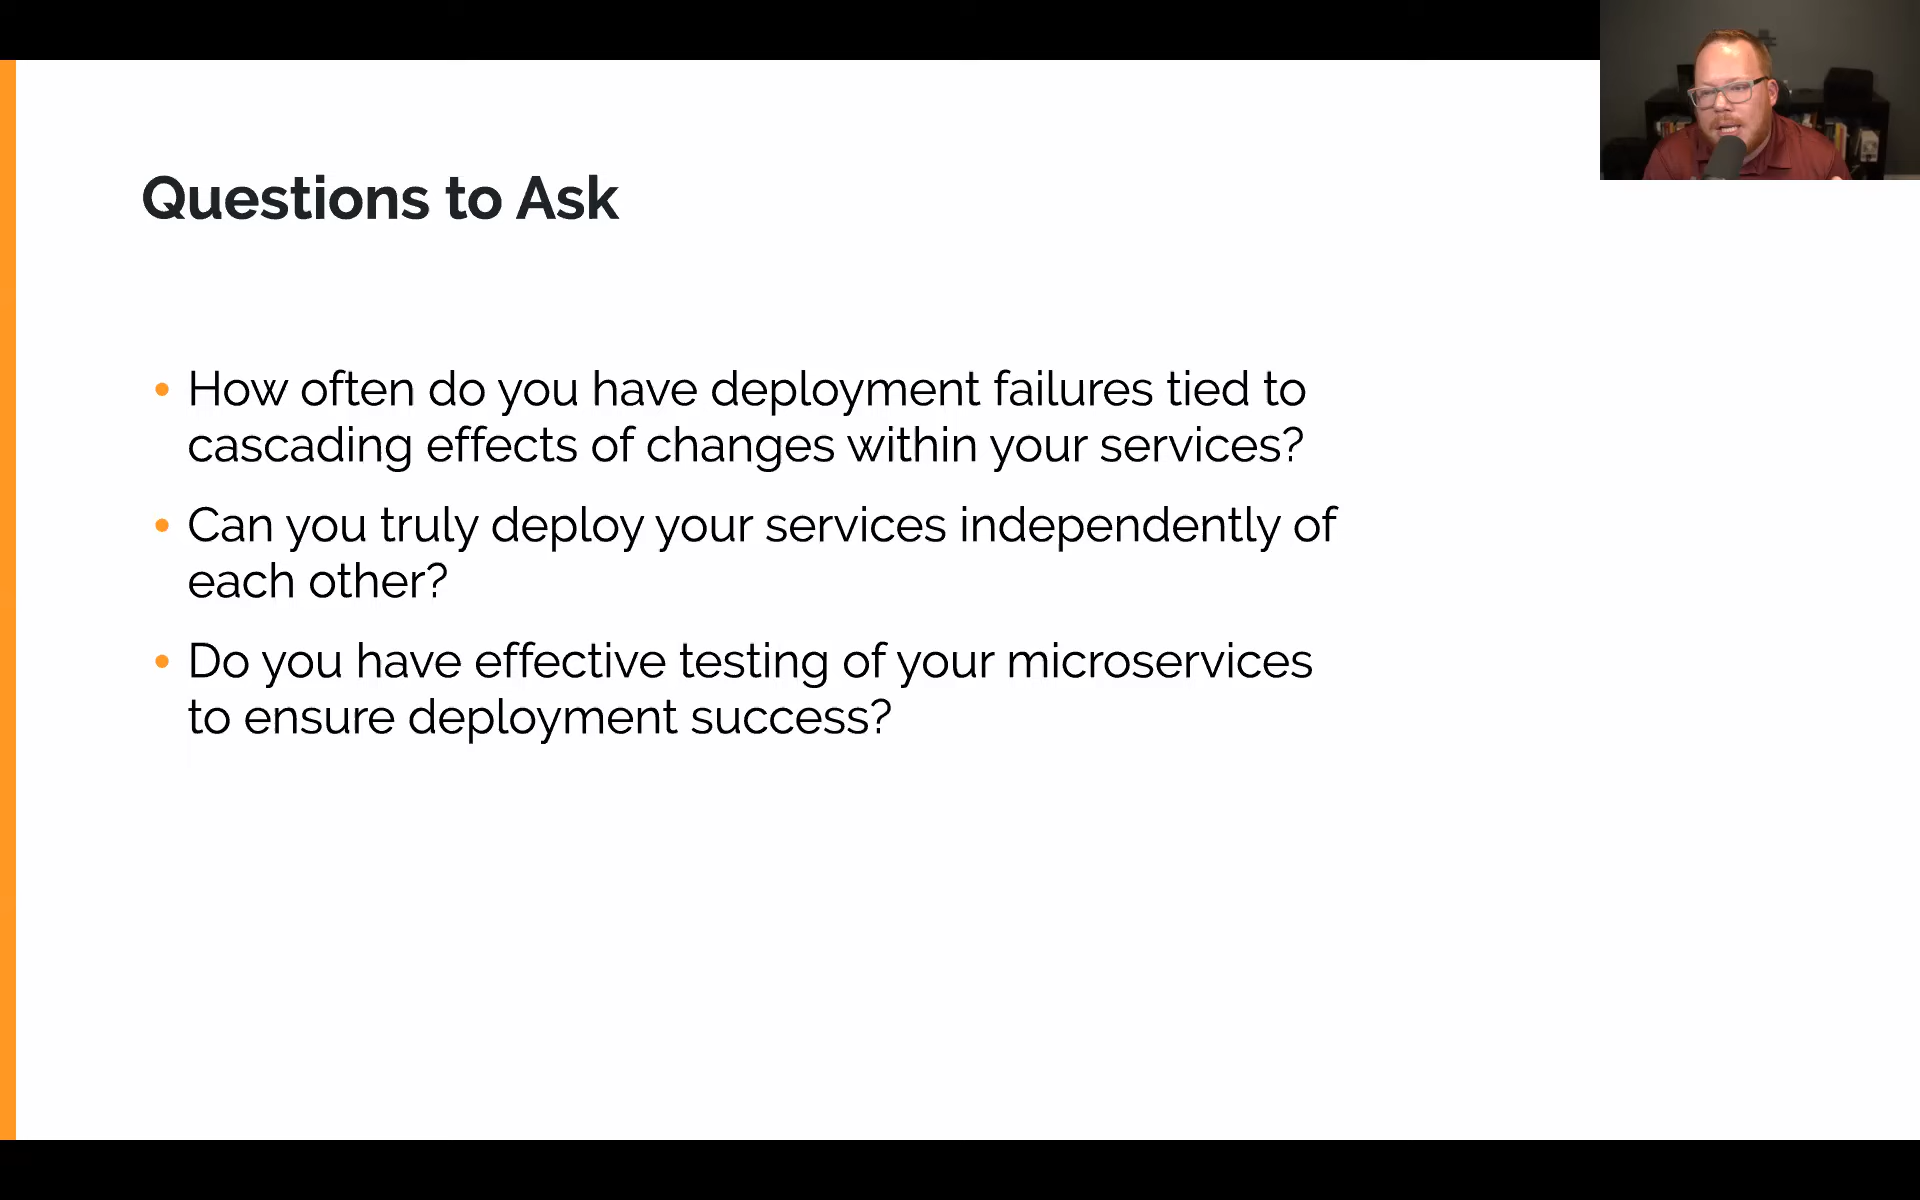 Questions to Ask
• How often do you have deployment failures tied to
cascading effects of changes within your services?
• Can you truly deploy your services independently of
each other?
• Do you have effective testing of your microservices
to ensure deployment success?